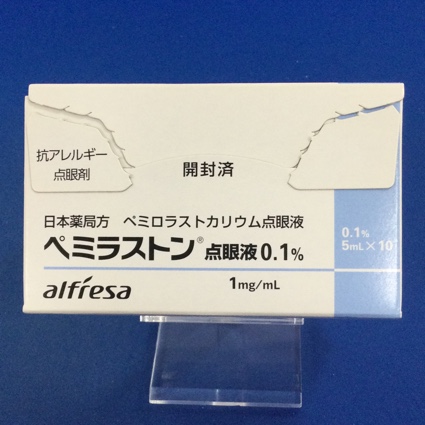 抗アレルギー
点眼剤
開封済
日本薬局方 ペミロラストカリウム点眼液
ペミラストン® 点眼液 0.1%
1mg/mL
0.1%
5mL×10
alfresa